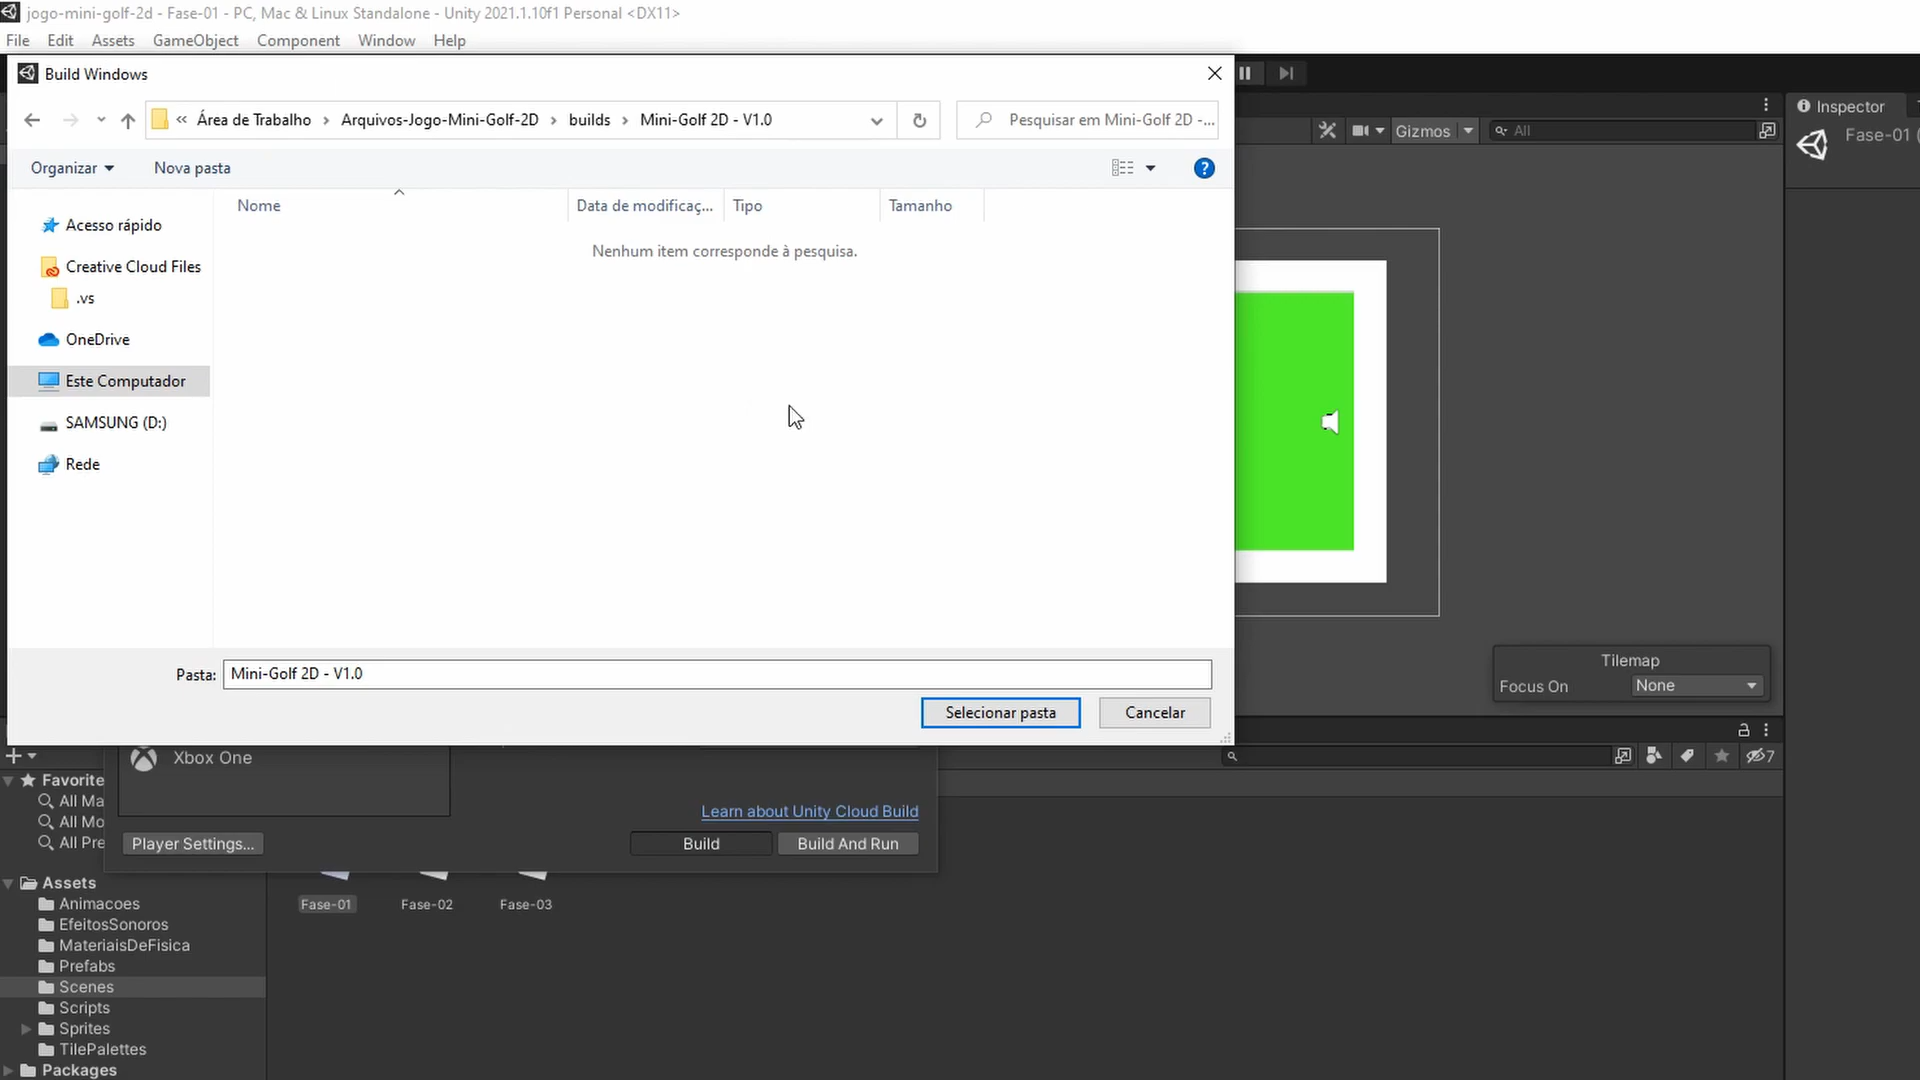 jogo-mini-golf-2d - Fase-01 - PC, Mac & Linux Standalone - Unity 2021.1.10f1 Personal <DX11>
File Edit Assets GameObject Component Window Help
Build Windows
« Área de Trabalho > Arquivos-Jogo-Mini-Golf-2D > builds > Mini-Golf 2D - V1.0
Pesquisar em Mini-Golf 2D -...
Organizar Nova pasta
Nome Data de modificaç... Tipo Tamanho
Nenhum item corresponde à pesquisa.
Acesso rápido
Creative Cloud Files
.vs
OneDrive
Este Computador
SAMSUNG (D:)
Rede
Pasta: Mini-Golf 2D - V1.0
Selecionar pasta Cancelar
Gizmos All
Inspector
Fase-01 (
Tilemap
Focus On None
7
Xbox One
Learn about Unity Cloud Build
Player Settings... Build Build And Run
Favorite
All Ma
All Mo
All Pre
Assets
Animacoes
EfeitosSonoros
MateriaisDeFisica
Prefabs
Scenes
Scripts
Sprites
TilePalettes
Packages
Fase-01 Fase-02 Fase-03